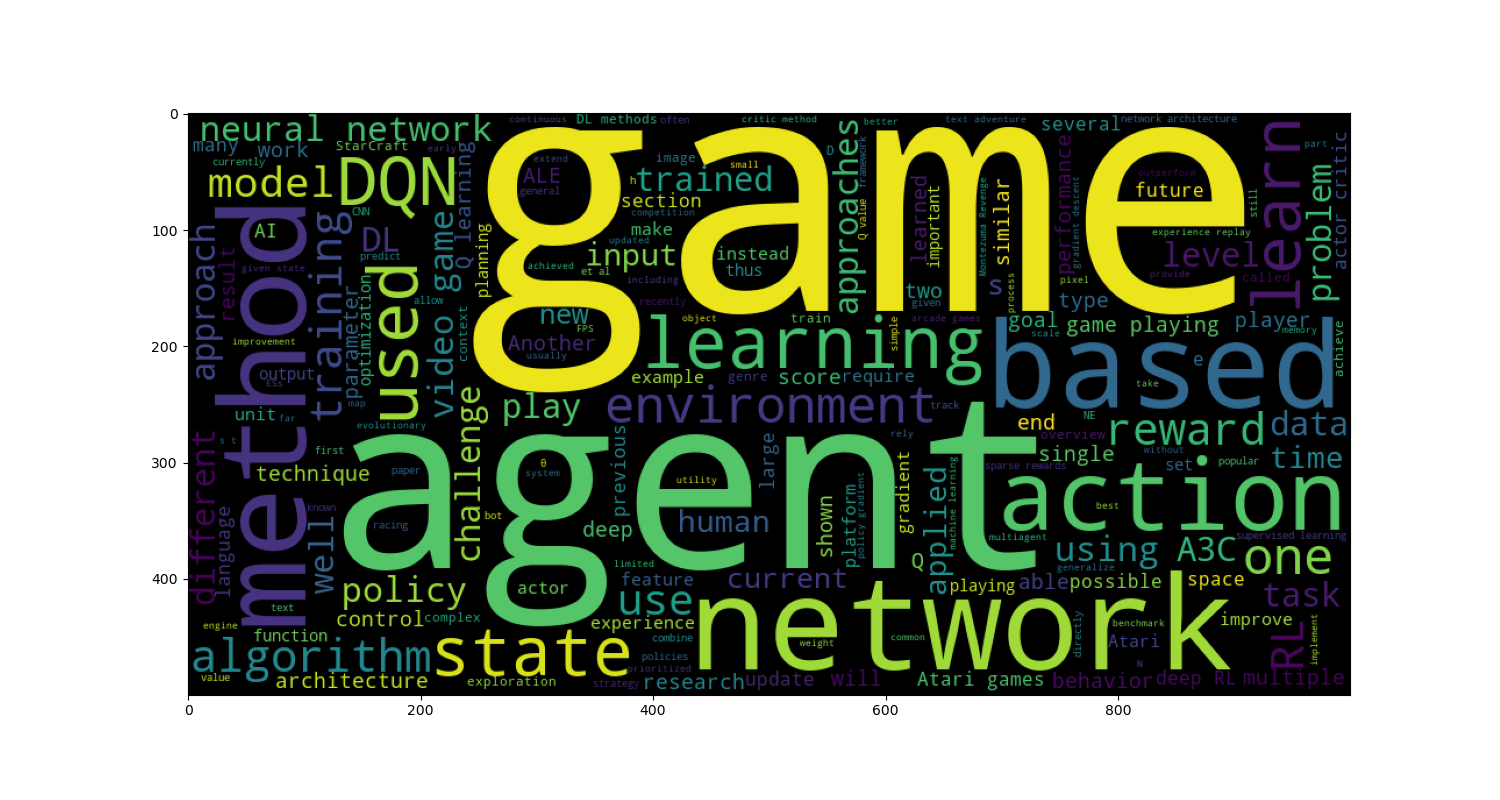 0
100
200
300
400
0
200
400
600
800
continuous
DL methods
often
critic method
better
text adventure
network architecture
neural network
game
several
learn
part
many
work
StarCraft
early
currently
model
DQN
Q learning
extend
ALE
general
image
h
trained
small
section
competition
approaches
D
Q value
framework
learned
important
Montezuma Revenge
similar
performance
gradient descent
outperform
future
still
experience replay
problem
actor critic
AI
CNN
DL
predict
planning
make
updated
input
achieved
et al
including
instead
thus
level
called
provide
pixel
type
process
s
two
given
approach
result
given state
method
training
parameter
optimization
used
allow
video game
context
new
FPS
Another
usually
recently
object
train
simple
arcade games
goal
scale
game playing
player
memory
achieve
improvement
output
ESs
map
learning
based
e
take
example
genre
score
require
unit
far
play
environment
track
NE
end
overview
reward
data
evolutionary
different
s t
first
technique
paper
challenge
agent
θ
system
previous
large
utility
rely
gradient
applied
sparse rewards
single
without
set
popular
time
language
known
well
racing
bot
deep
human
shown
platform
policy gradient
machine learning
multiagent
action
best
supervised learning
Q
using
generalize
A3C
one
text
policy
actor
limited
feature
use
current
playing
able
possible
space
task
engine
function
control
complex
experience
combine
network
weight
common
directly
benchmark
Atari
N
improve
RL
implement
algorithm
state
value
architecture
exploration
policies
prioritized
strategy
research
update
will
Atari games
behavior
deep RL
multiple